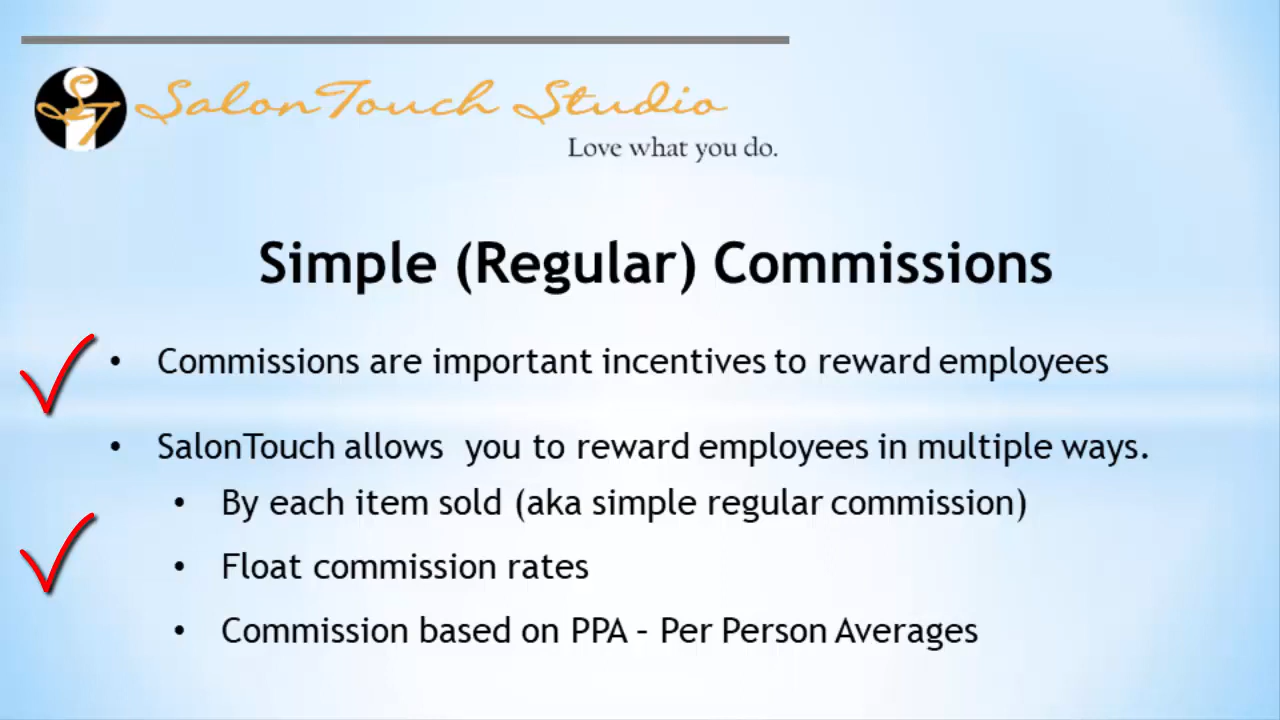 ST SalonTouch Studio
Love what you do.
Simple (Regular) Commissions
• Commissions are important incentives to reward employees
• SalonTouch allows  you to reward employees in multiple ways.
• By each item sold (aka simple regular commission)
• Float commission rates
• Commission based on PPA – Per Person Averages